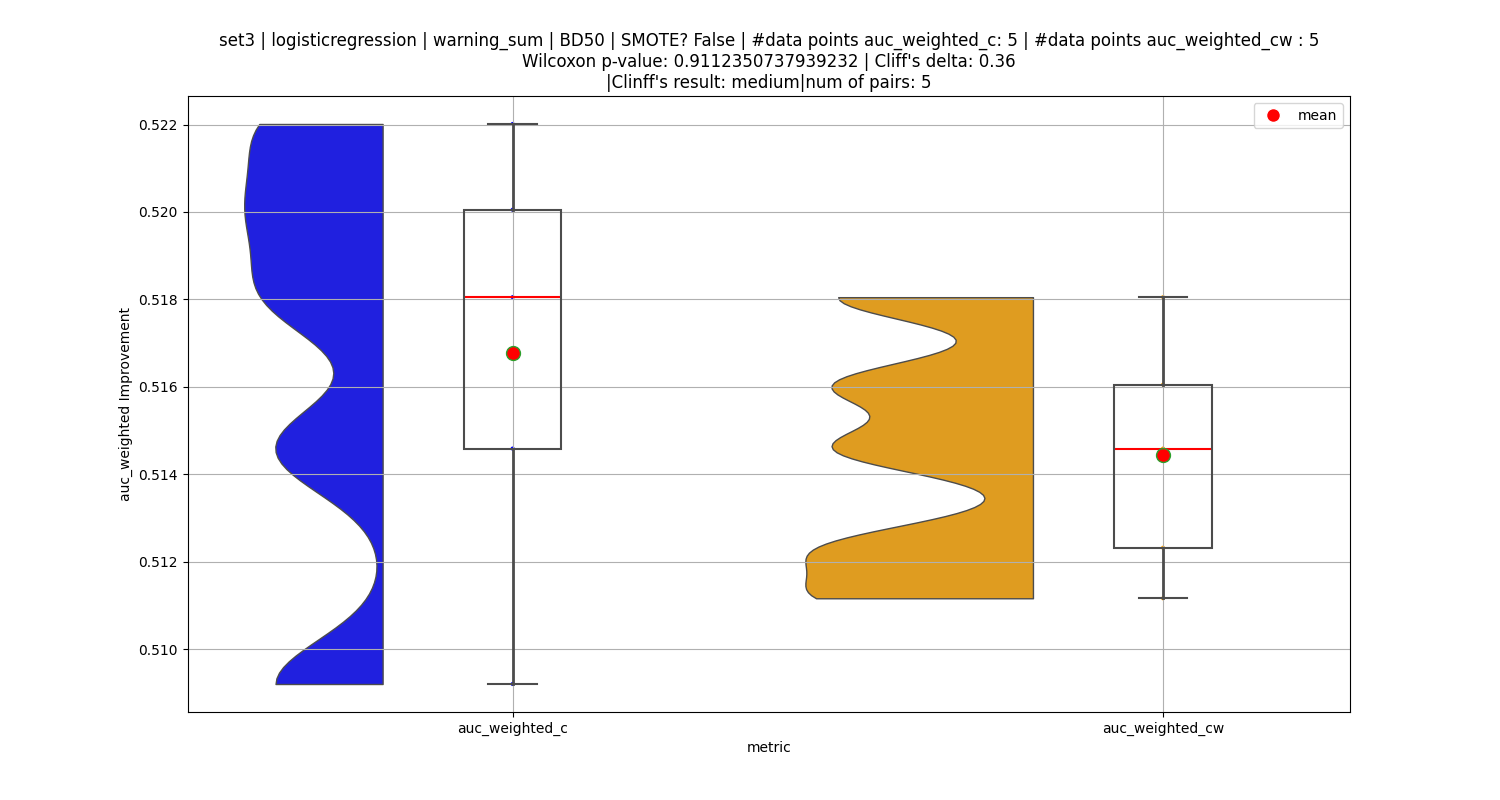 set3 | logisticregression | warning_sum | BD50 | SMOTE? False | #data points auc_weighted_c: 5 | #data points auc_weighted_cw : 5
Wilcoxon p-value: 0.9112350737939232 | Cliff's delta: 0.36
|Clinff's result: medium|num of pairs: 5
mean
0.522
0.520
0.518
0.516
0.514
0.512
0.510
auc_weighted Improvement
auc_weighted_c
auc_weighted_cw
metric